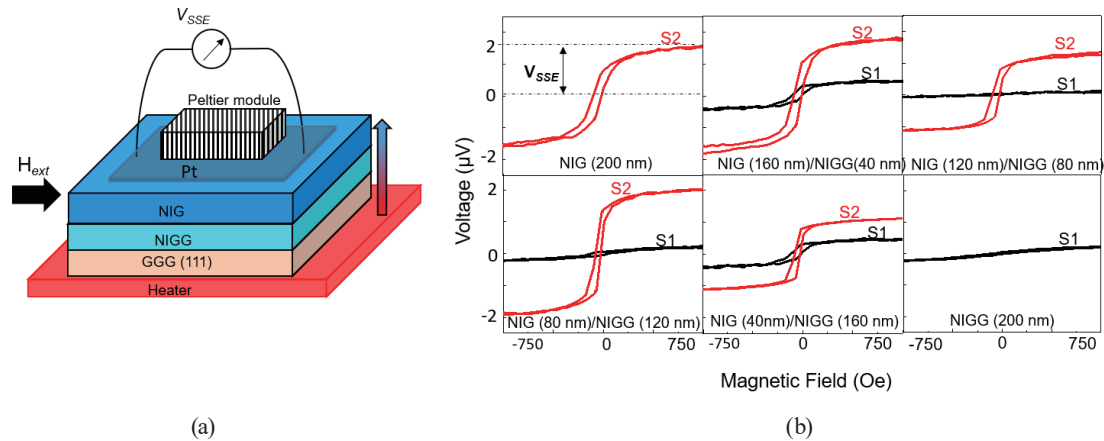 V_SSE
Peltier module
H_ext
Pt
NIG
NIGG
GGG (111)
Heater
(a)
Voltage (µV)
2
0
-2
2
0
-2
V_SSE
S2
NIG (200 nm)
S2
S1
NIG (160 nm)/NIGG(40 nm)
S2
S1
NIG (120 nm)/NIGG (80 nm)
S2
S1
NIG (80 nm)/NIGG (120 nm)
S2
S1
NIG (40nm)/NIGG (160 nm)
S1
NIGG (200 nm)
-750 0 750 -750 0 750 -750 0 750
Magnetic Field (Oe)
(b)